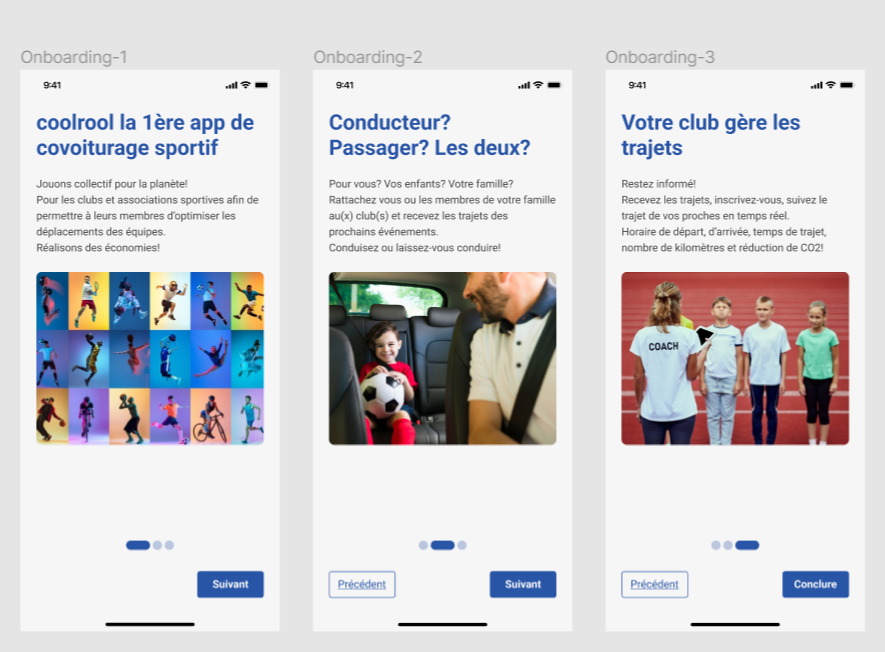 Onboarding-1
9:41
coolrool la 1ère app de
covoiturage sportif
Jouons collectif pour la planète!
Pour les clubs et associations sportives afin de
permettre à leurs membres d'optimiser les
déplacements des équipes.
Réalisons des économies!
Suivant
Onboarding-2
9:41
Conducteur?
Passager? Les deux?
Pour vous? Vos enfants? Votre famille?
Rattachez vous ou les membres de votre famille
au(x) club(s) et recevez les trajets des
prochains événements.
Conduisez ou laissez-vous conduire!
Précédent
Suivant
Onboarding-3
9:41
Votre club gère les
trajets
Restez informé!
Recevez les trajets, inscrivez-vous, suivez le
trajet de vos proches en temps réel.
Horaire de départ, d'arrivée, temps de trajet,
nombre de kilomètres et réduction de CO2!
COACH
Précédent
Conclure